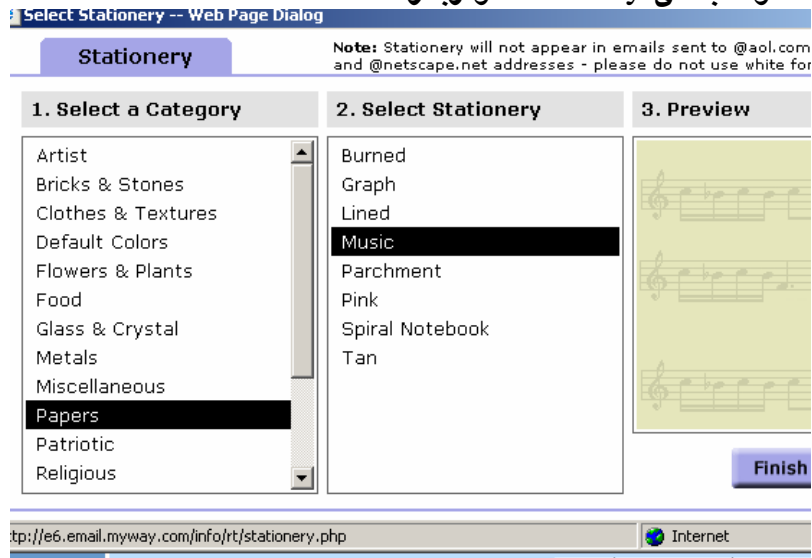 Select Stationery -- Web Page Dialog
Stationery
Note: Stationery will not appear in emails sent to @aol.com
and @netscape.net addresses - please do not use white for
1. Select a Category
2. Select Stationery
3. Preview
Artist
Bricks & Stones
Clothes & Textures
Default Colors
Flowers & Plants
Food
Glass & Crystal
Metals
Miscellaneous
Papers
Patriotic
Religious
Burned
Graph
Lined
Music
Parchment
Pink
Spiral Notebook
Tan
Finish
tp://e6.email.myway.com/info/rt/stationery.php
Internet